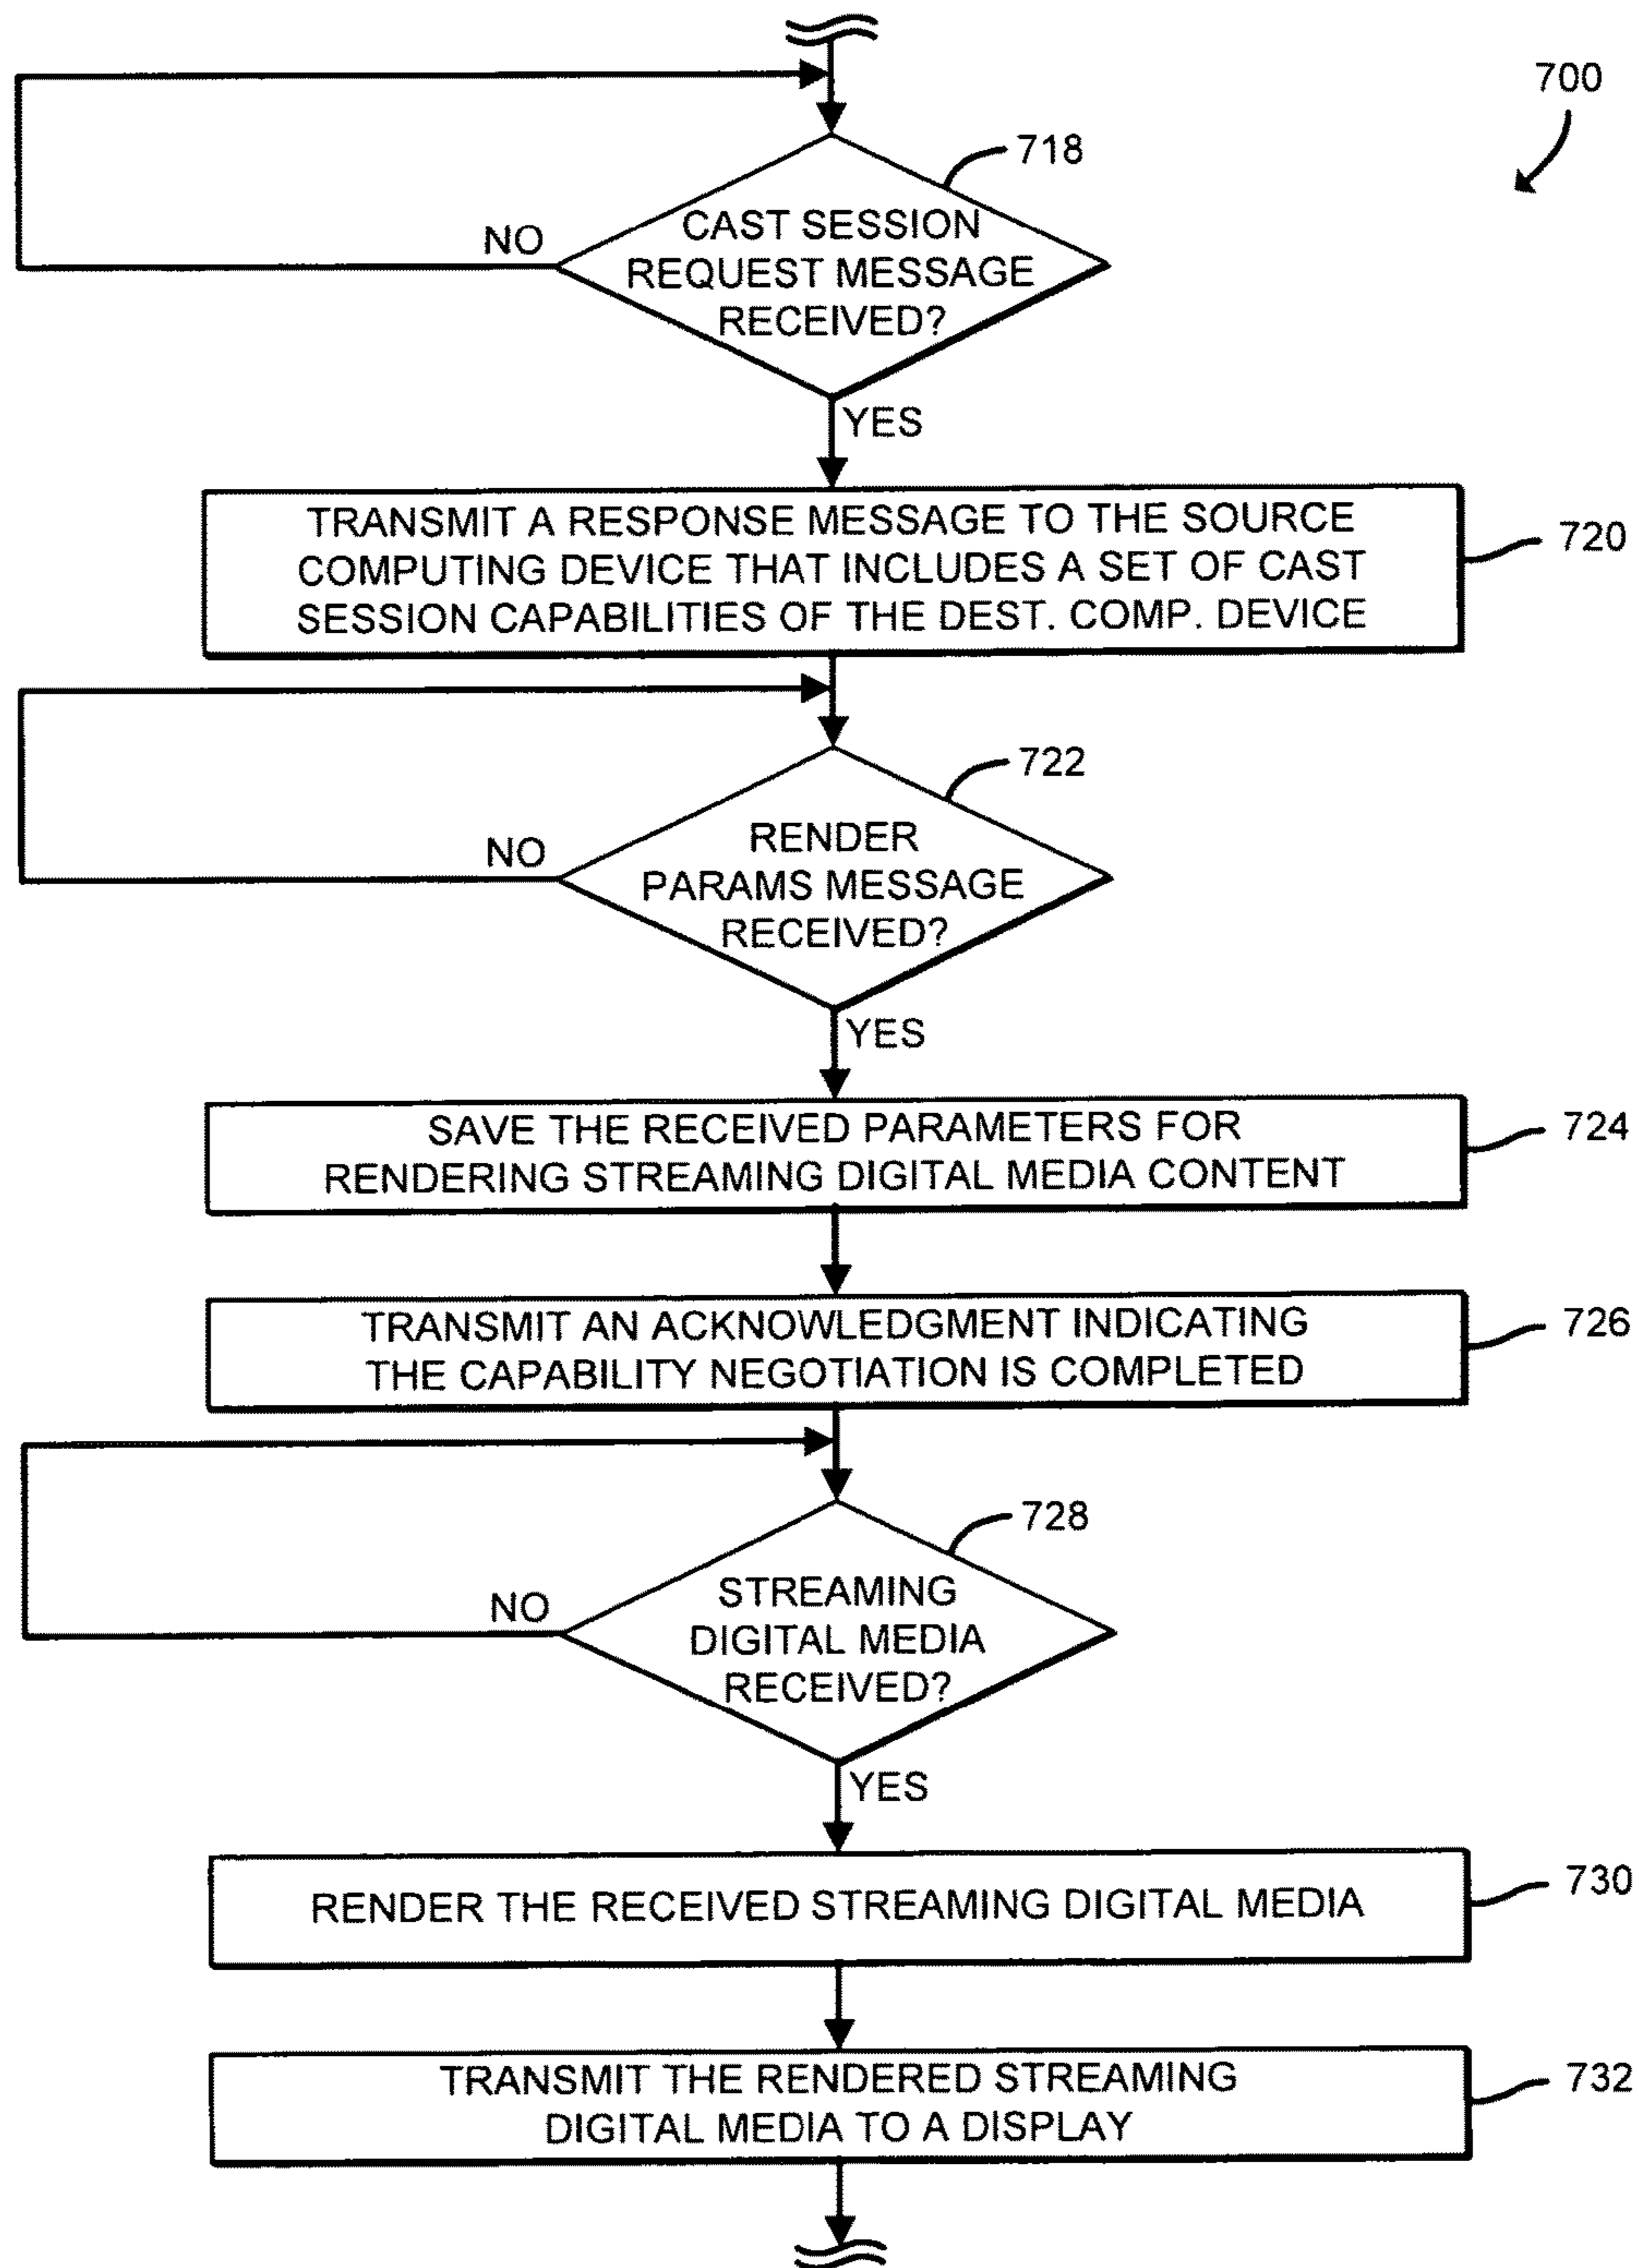 700
718
CAST SESSION
REQUEST MESSAGE
RECEIVED?
NO
YES
TRANSMIT A RESPONSE MESSAGE TO THE SOURCE
COMPUTING DEVICE THAT INCLUDES A SET OF CAST
SESSION CAPABILITIES OF THE DEST. COMP. DEVICE
720
722
RENDER
PARAMS MESSAGE
RECEIVED?
NO
YES
SAVE THE RECEIVED PARAMETERS FOR
RENDERING STREAMING DIGITAL MEDIA CONTENT
724
TRANSMIT AN ACKNOWLEDGMENT INDICATING
THE CAPABILITY NEGOTIATION IS COMPLETED
726
728
STREAMING
DIGITAL MEDIA
RECEIVED?
NO
YES
RENDER THE RECEIVED STREAMING DIGITAL MEDIA
730
TRANSMIT THE RENDERED STREAMING
DIGITAL MEDIA TO A DISPLAY
732